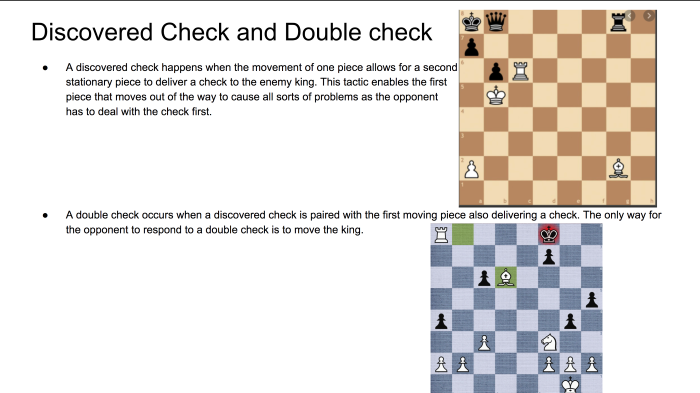 Discovered Check and Double check
● A discovered check happens when the movement of one piece allows for a second
stationary piece to deliver a check to the enemy king. This tactic enables the first
piece that moves out of the way to cause all sorts of problems as the opponent
has to deal with the check first.
● A double check occurs when a discovered check is paired with the first moving piece also delivering a check. The only way for
the opponent to respond to a double check is to move the king.